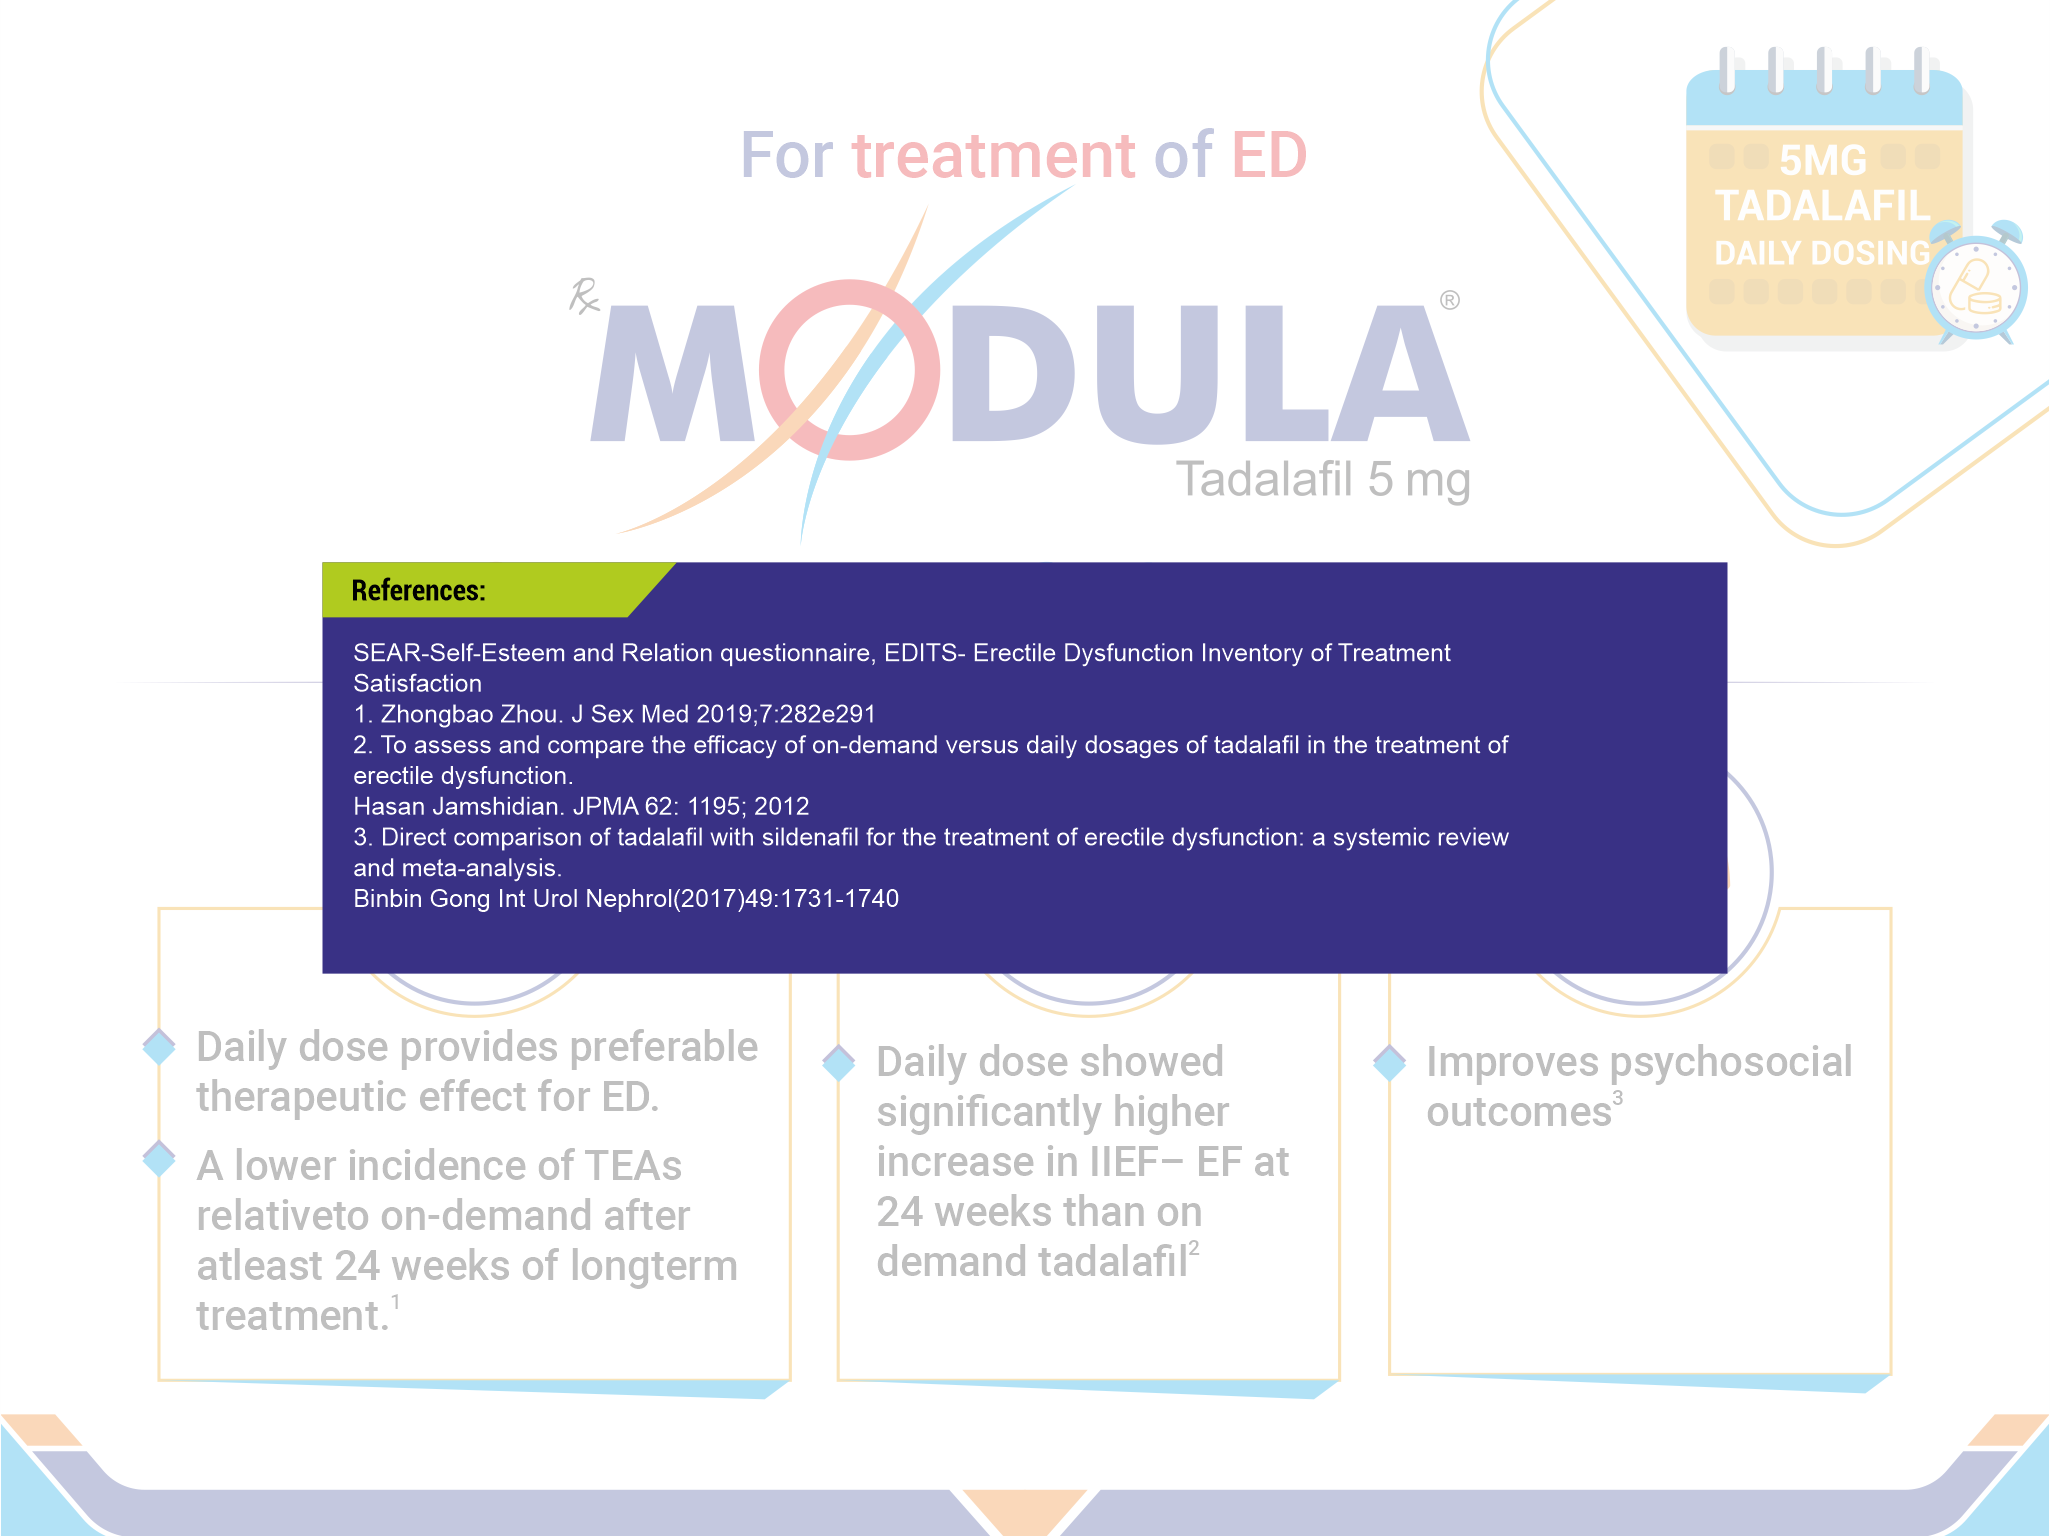 For treatment of ED
5MG
TADALAFIL
DAILY DOSING
Rx
MODULA®
Tadalafil 5 mg
References:
SEAR-Self-Esteem and Relation questionnaire, EDITS- Erectile Dysfunction Inventory of Treatment
Satisfaction
1. Zhongbao Zhou. J Sex Med 2019;7:282e291
2. To assess and compare the efficacy of on-demand versus daily dosages of tadalafil in the treatment of
erectile dysfunction.
Hasan Jamshidian. JPMA 62: 1195; 2012
3. Direct comparison of tadalafil with sildenafil for the treatment of erectile dysfunction: a systemic review
and meta-analysis.
Binbin Gong Int Urol Nephrol(2017)49:1731-1740
Daily dose provides preferable
therapeutic effect for ED.
A lower incidence of TEAs
relativeto on-demand after
atleast 24 weeks of longterm
treatment.1
Daily dose showed
significantly higher
increase in IIEF– EF at
24 weeks than on
demand tadalafil2
Improves psychosocial
outcomes3